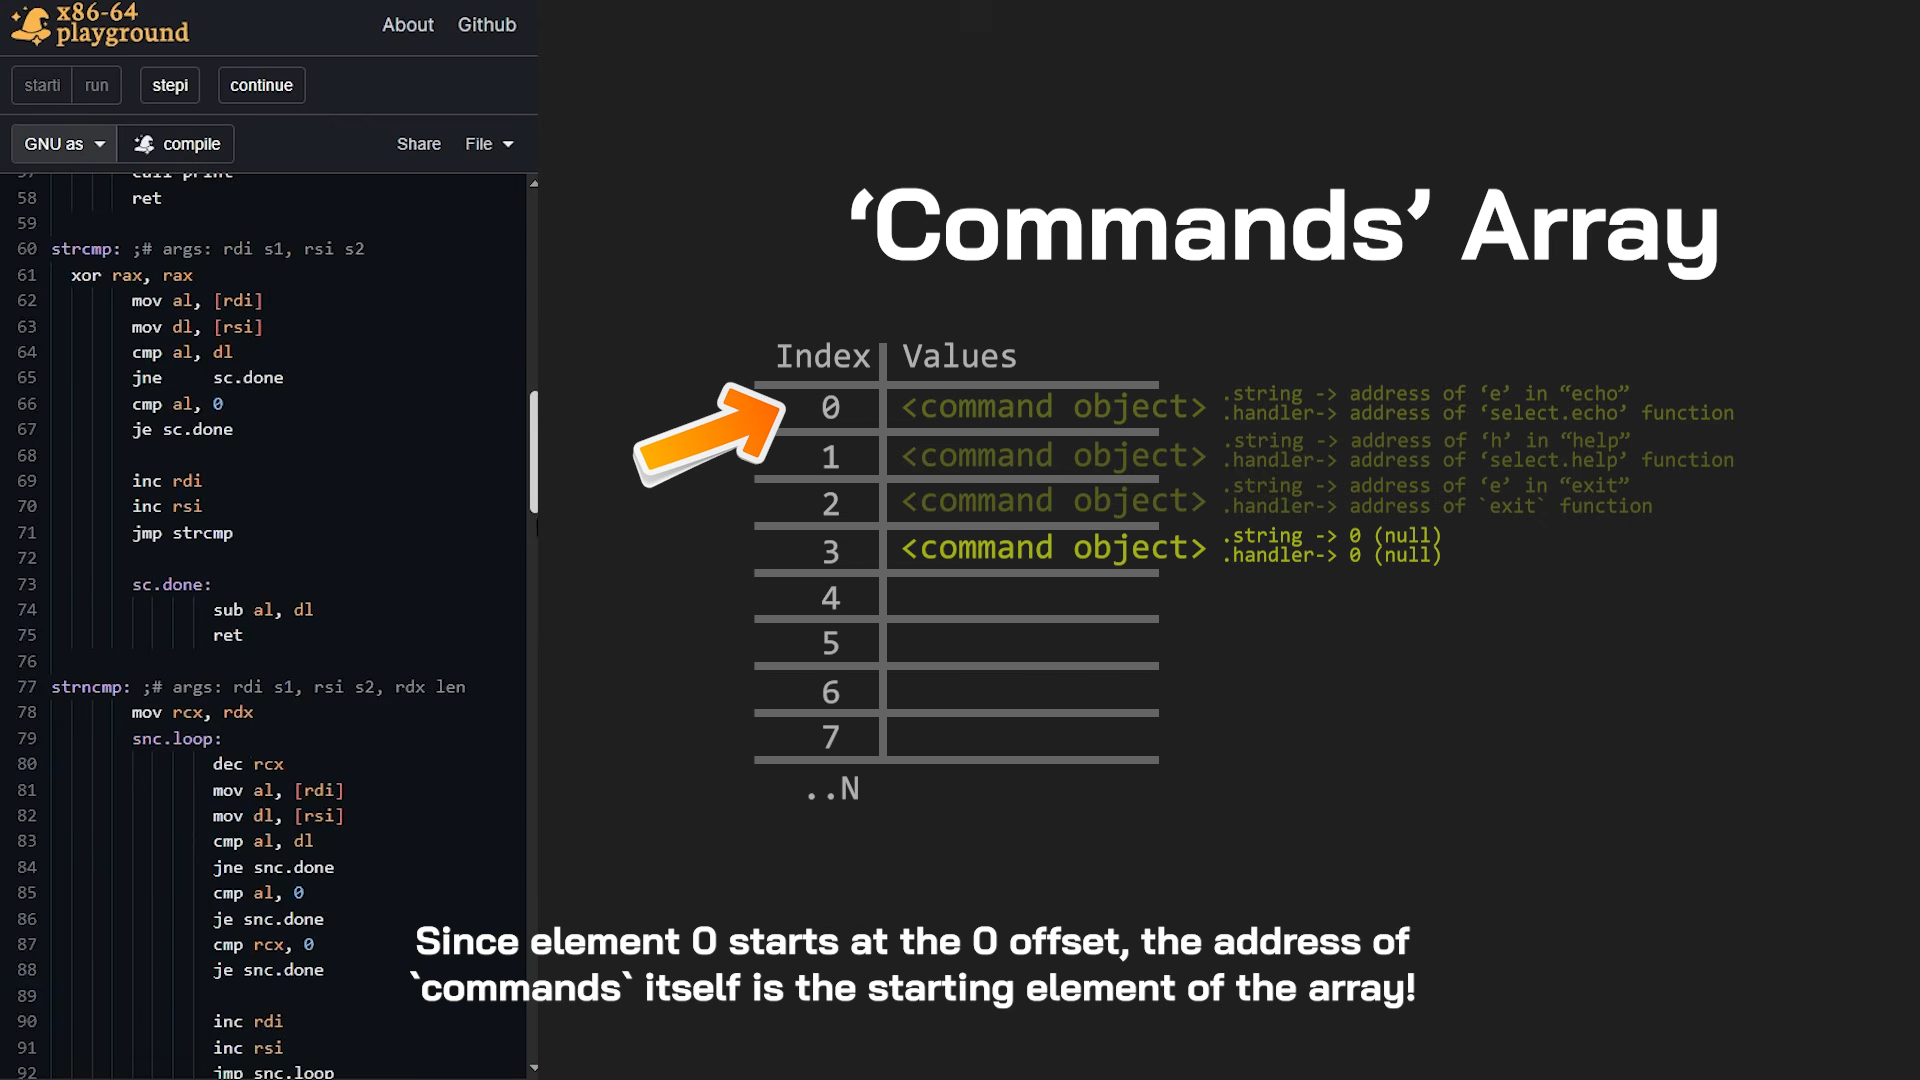 x86-64
playground
About Github
starti run stepi continue
GNU as compile Share File
57 call print
58 ret
59
60 strcmp: ;# args: rdi s1, rsi s2
61 xor rax, rax
62 mov al, [rdi]
63 mov dl, [rsi]
64 cmp al, dl
65 jne sc.done
66 cmp al, 0
67 je sc.done
68
69 inc rdi
70 inc rsi
71 jmp strcmp
72
73 sc.done:
74 sub al, dl
75 ret
76
77 strncmp: ;# args: rdi s1, rsi s2, rdx len
78 mov rcx, rdx
79 snc.loop:
80 dec rcx
81 mov al, [rdi]
82 mov dl, [rsi]
83 cmp al, dl
84 jne snc.done
85 cmp al, 0
86 je snc.done
87 cmp rcx, 0
88 je snc.done
89
90 inc rdi
91 inc rsi
92 jmp snc.loop
‘Commands’ Array
Index Values
0 <command object> .string -> address of ‘e’ in “echo”
.handler-> address of ‘select.echo’ function
1 <command object> .string -> address of ‘h’ in “help”
.handler-> address of ‘select.help’ function
2 <command object> .string -> address of ‘e’ in “exit”
.handler-> address of `exit` function
3 <command object> .string -> 0 (null)
.handler-> 0 (null)
4
5
6
7
..N
Since element 0 starts at the 0 offset, the address of
`commands` itself is the starting element of the array!